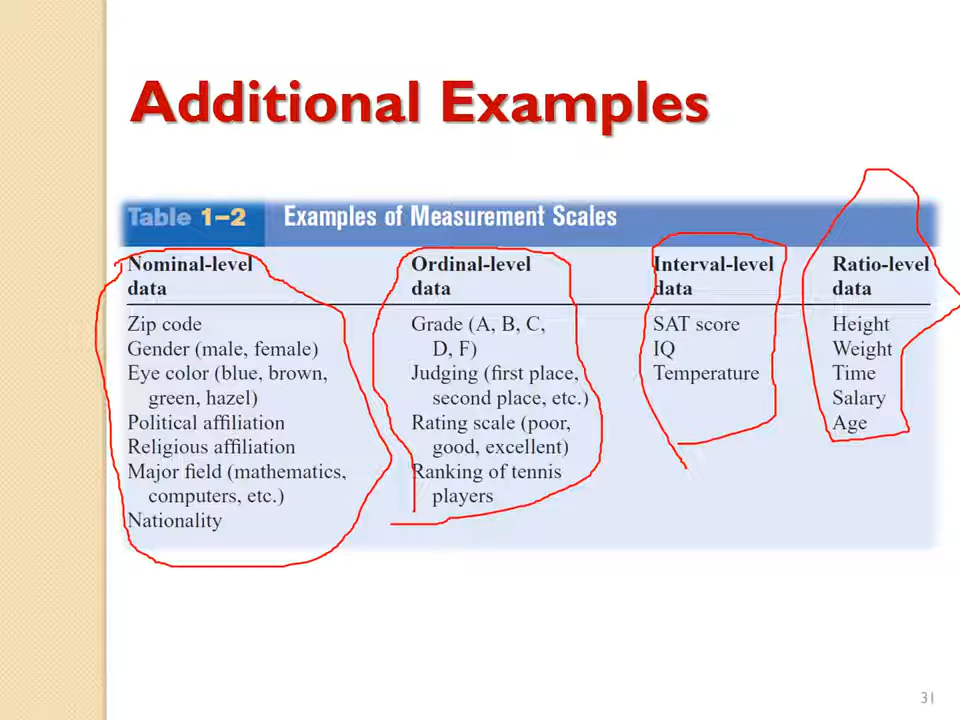 Additional Examples
Table 1–2 Examples of Measurement Scales
Nominal-level
data
Zip code
Gender (male, female)
Eye color (blue, brown,
green, hazel)
Political affiliation
Religious affiliation
Major field (mathematics,
computers, etc.)
Nationality
Ordinal-level
data
Grade (A, B, C,
D, F)
Judging (first place,
second place, etc.)
Rating scale (poor,
good, excellent)
Ranking of tennis
players
Interval-level
data
SAT score
IQ
Temperature
Ratio-level
data
Height
Weight
Time
Salary
Age
31